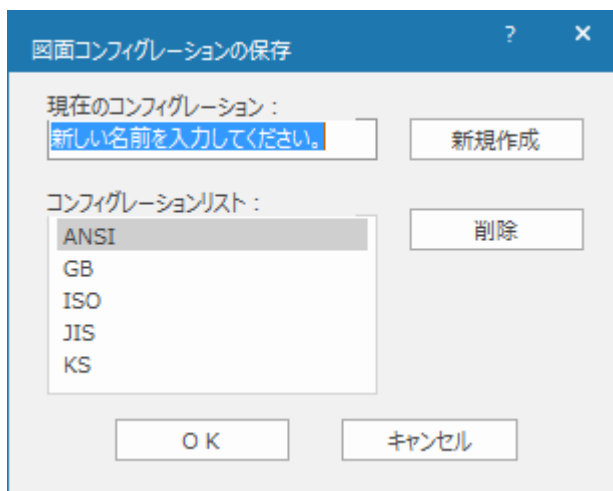 図面コンフィグレーションの保存
? ×
現在のコンフィグレーション：
新しい名前を入力してください。
新規作成
コンフィグレーションリスト：
削除
ANSI
GB
ISO
JIS
KS
OK
キャンセル